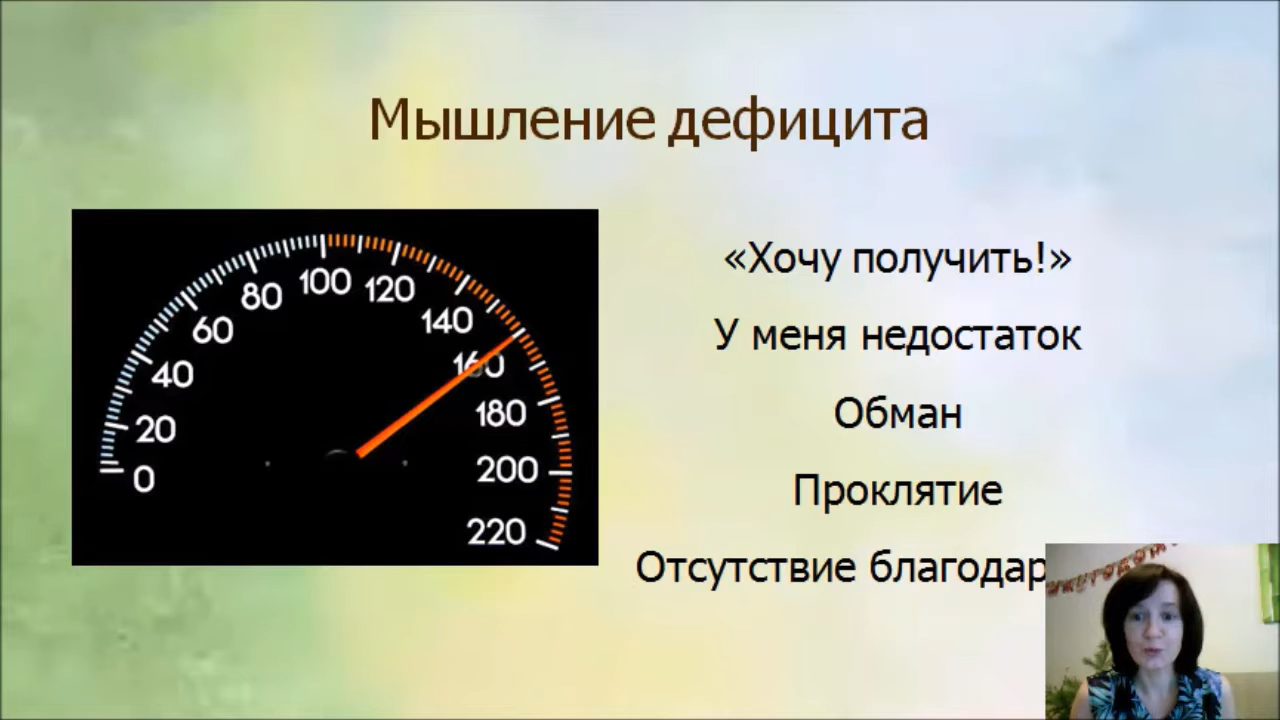 Мышление дефицита
0
20
40
60
80
100
120
140
160
180
200
220
«Хочу получить!»
У меня недостаток
Обман
Проклятие
Отсутствие